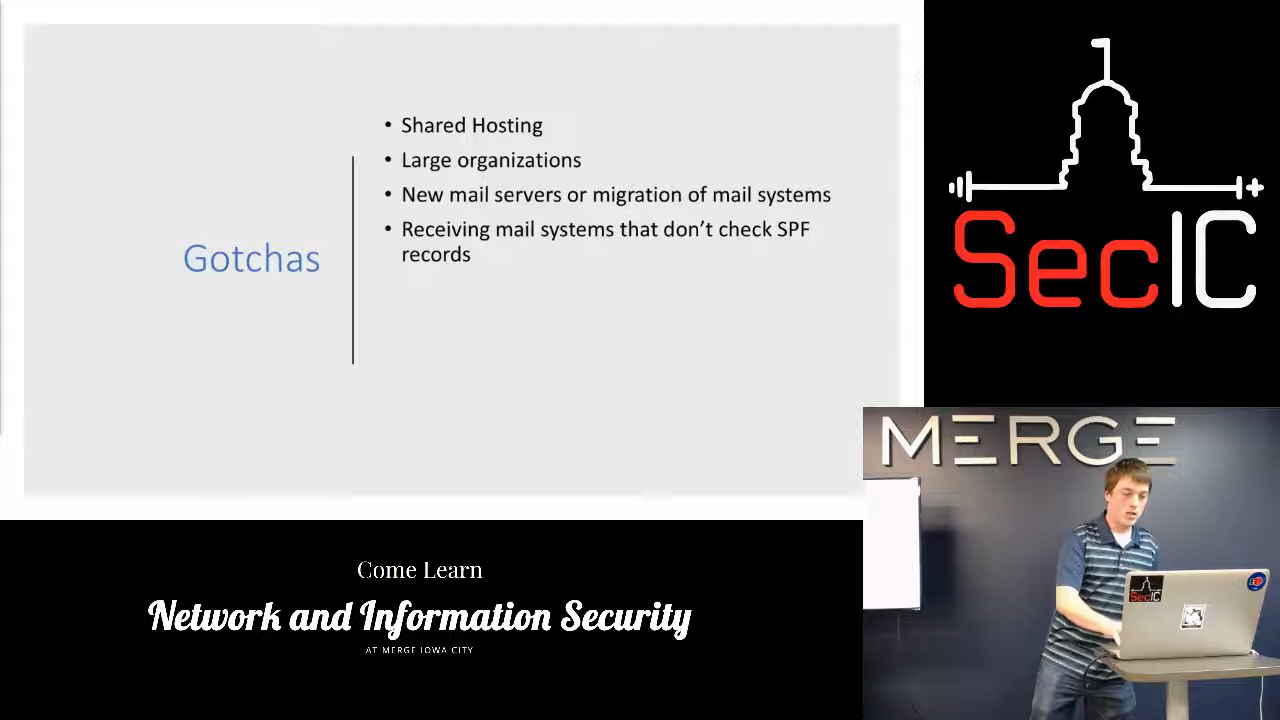 Gotchas
• Shared Hosting
• Large organizations
• New mail servers or migration of mail systems
• Receiving mail systems that don’t check SPF
records
SecIC
MERGE
SecIC
Come Learn
Network and Information Security
AT MERGE IOWA CITY